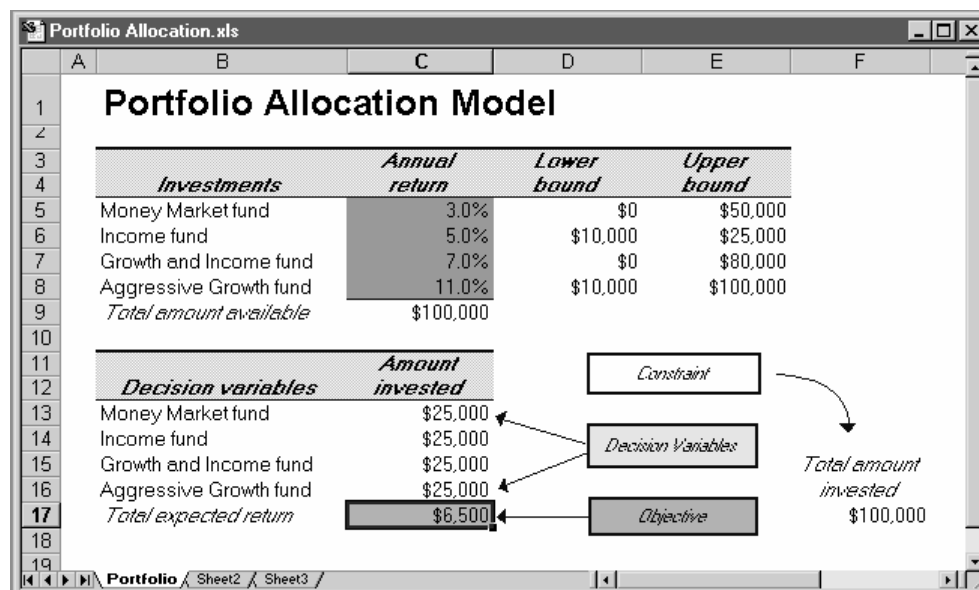 Portfolio Allocation.xls
A B C D E F
1 Portfolio Allocation Model
2
3 Annual Lower Upper
4 Investments return bound bound
5 Money Market fund 3.0% $0 $50,000
6 Income fund 5.0% $10,000 $25,000
7 Growth and Income fund 7.0% $0 $80,000
8 Aggressive Growth fund 11.0% $10,000 $100,000
9 Total amount available $100,000
10
11 Amount
12 Decision variables invested Constraint
13 Money Market fund $25,000
14 Income fund $25,000 Decision Variables
15 Growth and Income fund $25,000 Total amount
16 Aggressive Growth fund $25,000 invested
17 Total expected return $6,500 Objective $100,000
18
19
Portfolio Sheet2 Sheet3